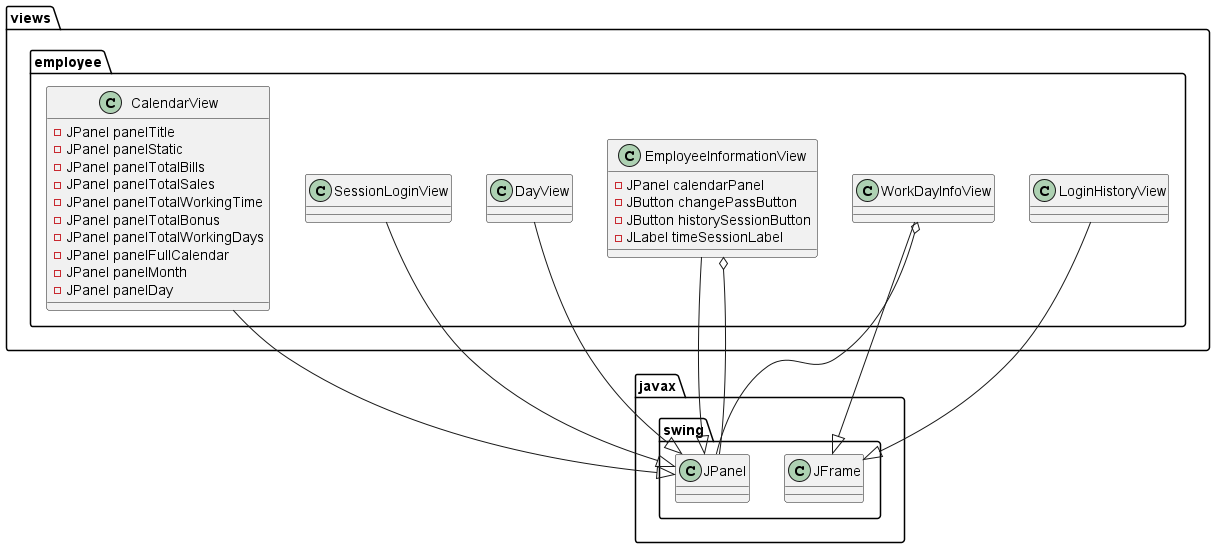 views
employee
C CalendarView
JPanel panelTitle
JPanel panelStatic
JPanel panelTotalBills
JPanel panelTotalSales
JPanel panelTotalWorkingTime
JPanel panelTotalBonus
JPanel panelTotalWorkingDays
JPanel panelFullCalendar
JPanel panelMonth
JPanel panelDay
C SessionLoginView
C DayView
C EmployeeInformationView
JPanel calendarPanel
JButton changePassButton
JButton historySessionButton
JLabel timeSessionLabel
C WorkDayInfoView
C LoginHistoryView
javax
swing
C JPanel
C JFrame